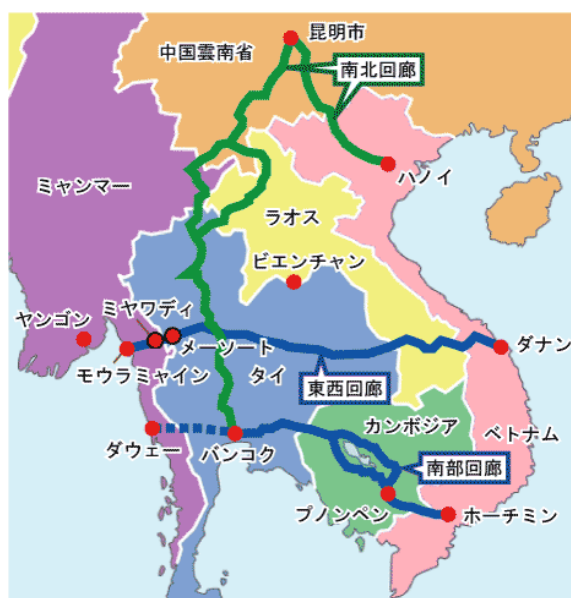 昆明市
中国雲南省
南北回廊
ハノイ
ミャンマー
ラオス
ビエンチャン
ミヤワディ
ヤンゴン
メーソート
ダナン
モウラミャイン
タイ
東西回廊
カンボジア
ベトナム
ダウェー
バンコク
南部回廊
プノンペン
ホーチミン